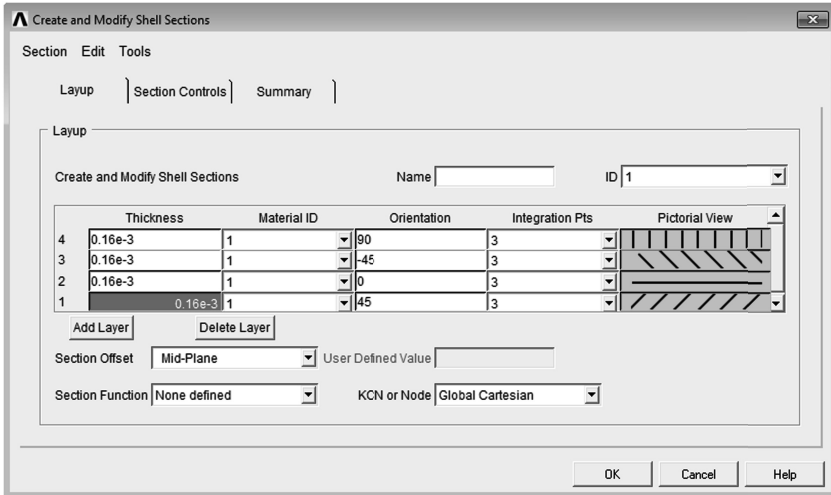 Create and Modify Shell Sections
Section Edit Tools
Layup Section Controls Summary
Layup
Create and Modify Shell Sections Name ID 1
Thickness Material ID Orientation Integration Pts Pictorial View
4 0.16e-3 1 90 3
3 0.16e-3 1 -45 3
2 0.16e-3 1 0 3
1 0.16e-3 1 45 3
Add Layer Delete Layer
Section Offset Mid-Plane User Defined Value
Section Function None defined KCN or Node Global Cartesian
OK Cancel Help